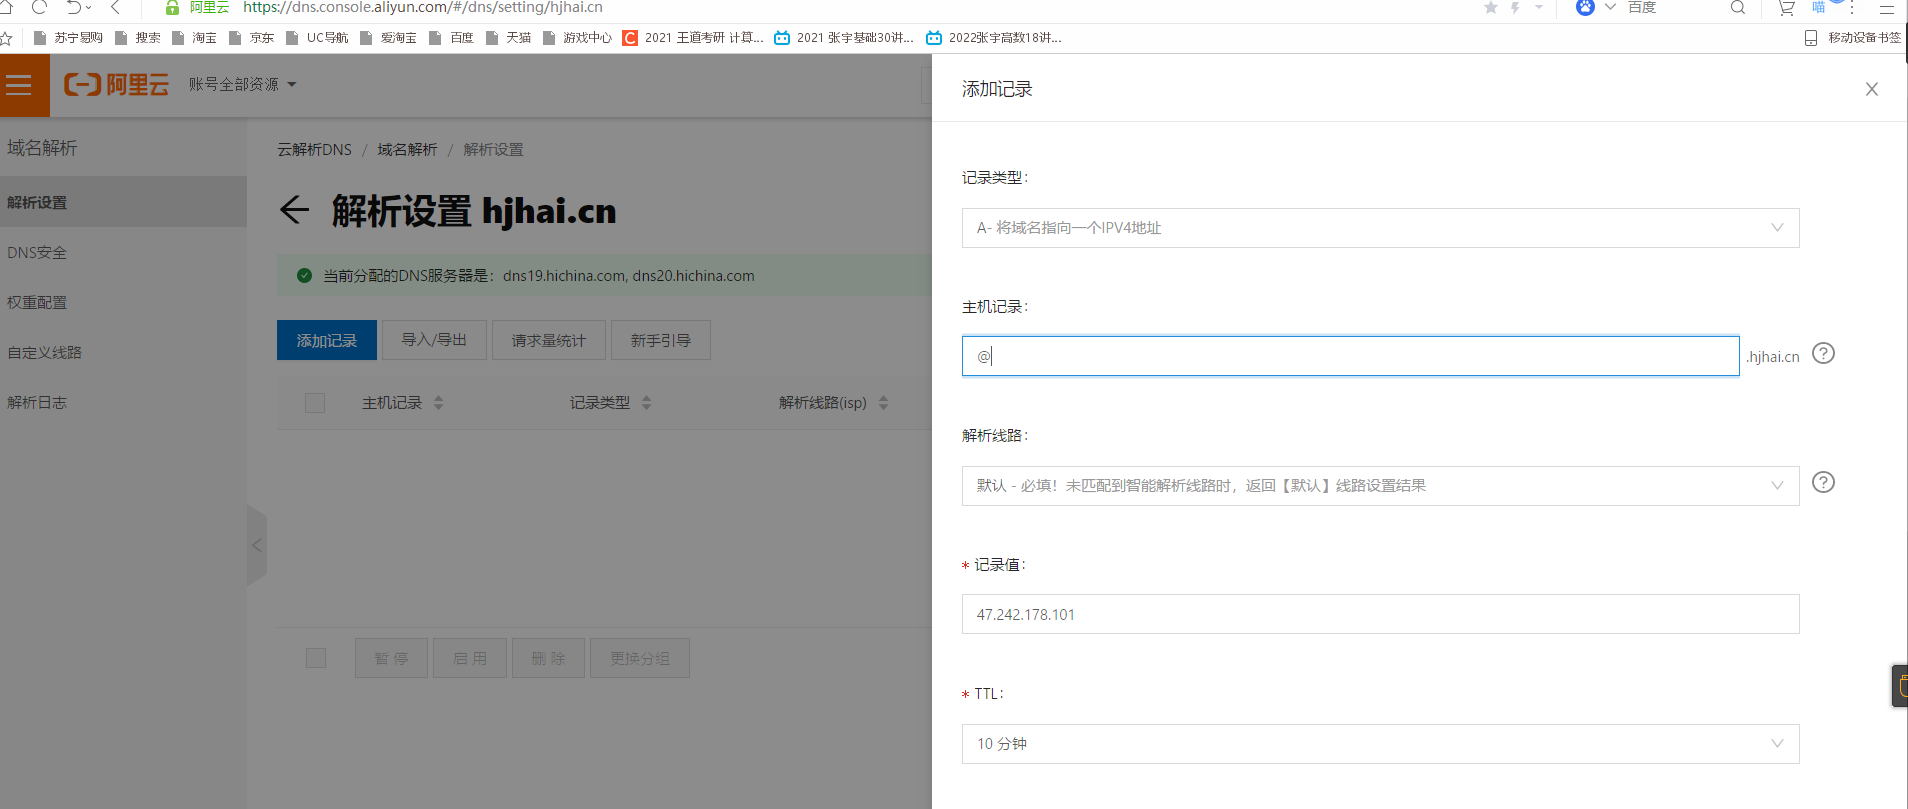 阿里云 https://dns.console.aliyun.com/#/dns/setting/hjhai.cn 百度 喵
苏宁易购 搜索 淘宝 京东 UC导航 爱淘宝 百度 天猫 游戏中心 C 2021 王道考研 计算... 2021 张宇基础30讲... 2022张宇高数18讲... 移动设备书签
阿里云 账号全部资源
域名解析
解析设置
DNS安全
权重配置
自定义线路
解析日志
云解析DNS / 域名解析 / 解析设置
解析设置 hjhai.cn
当前分配的DNS服务器是: dns19.hichina.com, dns20.hichina.com
添加记录 导入/导出 请求量统计 新手引导
主机记录 记录类型 解析线路(isp)
暂停 启用 删除 更换分组
添加记录
记录类型:
A- 将域名指向一个IPV4地址
主机记录:
@ .hjhai.cn
解析线路:
默认 - 必填!未匹配到智能解析线路时,返回【默认】线路设置结果
* 记录值:
47.242.178.101
* TTL:
10 分钟